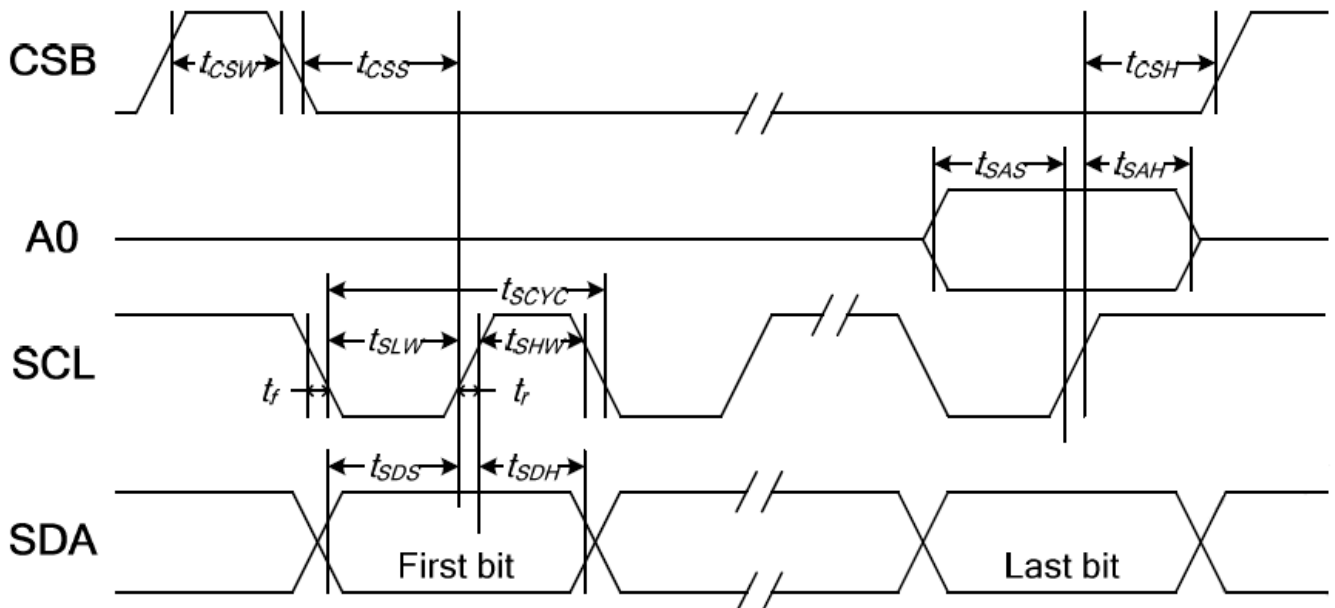 CSB
tCSW
tCSS
tCSH
tSAS
tSAH
A0
tSCYC
tSLW
tSHW
SCL
tf
tr
tSDS
tSDH
SDA
First bit
Last bit